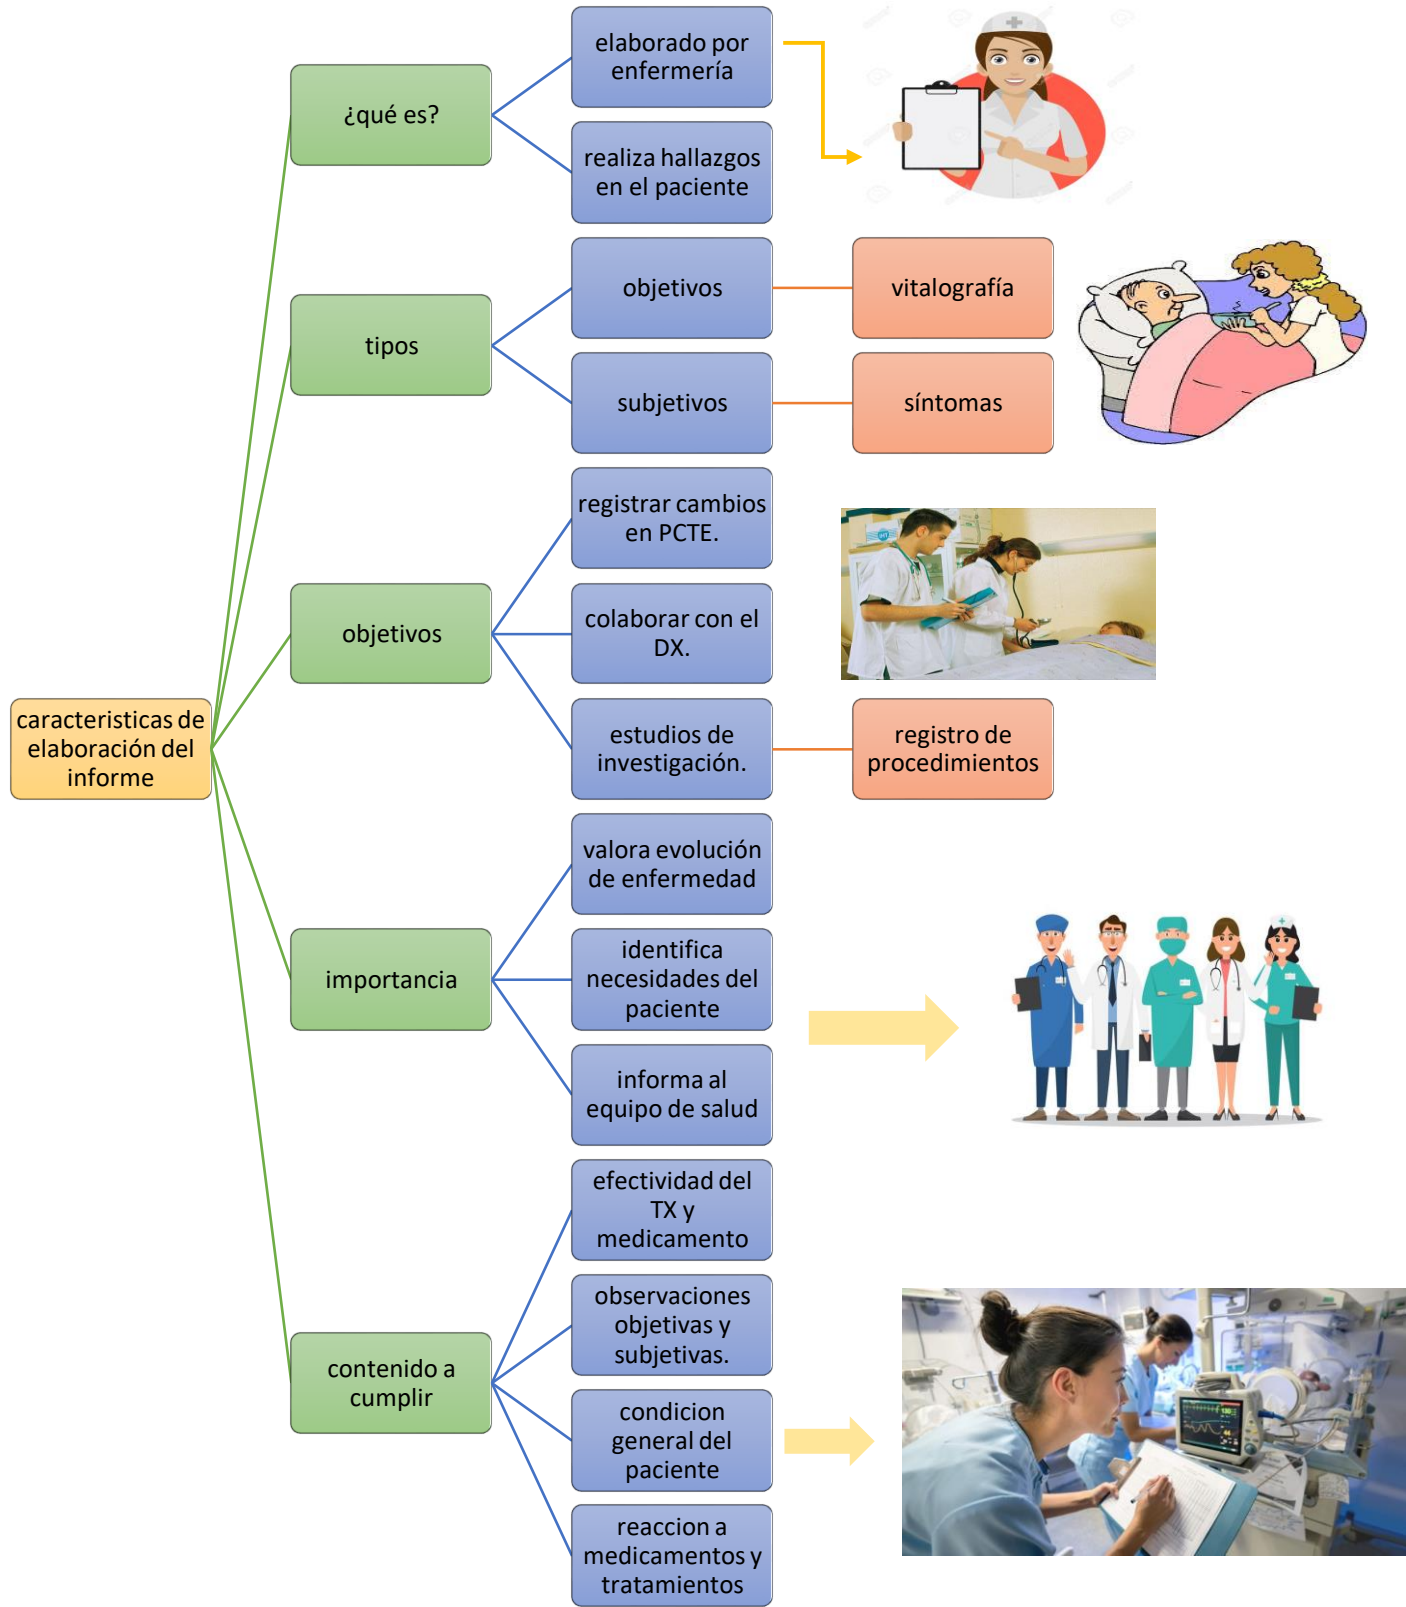 elaborado por
enfermería
¿qué es?
realiza hallazgos
en el paciente
objetivos
vitalografía
tipos
subjetivos
síntomas
registrar cambios
en PCTE.
objetivos
colaborar con el
DX.
caracteristicas de
elaboración del
informe
estudios de
investigación.
registro de
procedimientos
valora evolución
de enfermedad
importancia
identifica
necesidades del
paciente
informa al
equipo de salud
efectividad del
TX y
medicamento
observaciones
objetivas y
subjetivas.
contenido a
cumplir
condicion
general del
paciente
reaccion a
medicamentos y
tratamientos